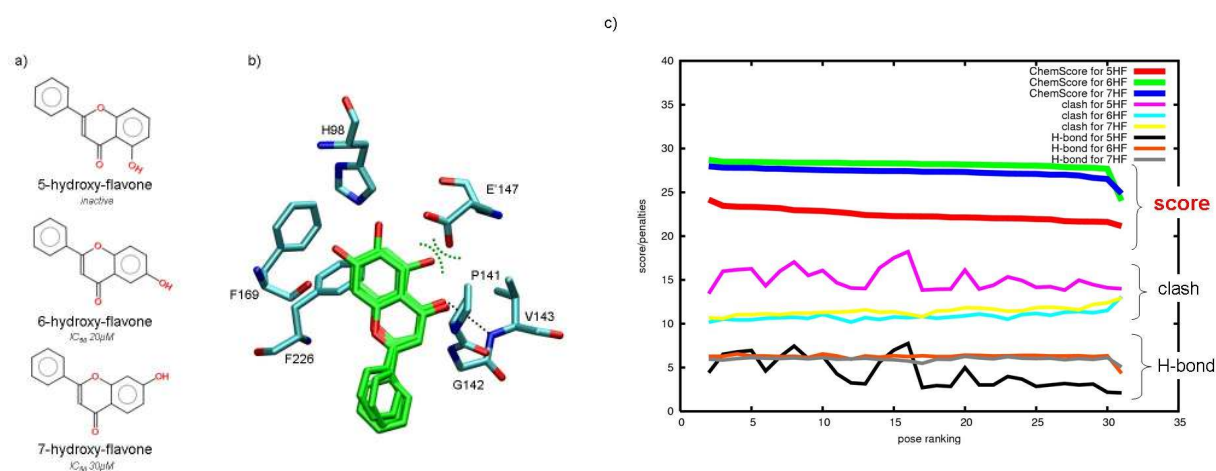 a)
O
O
OH
5-hydroxy-flavone
inactive
O
O
OH
6-hydroxy-flavone
IC50 20µM
O
OH
O
7-hydroxy-flavone
IC50 30µM
b)
H98
E'147
F169
P141
F226
V143
G142
c)
40
35
30
25
20
15
10
5
0
score/penalties
0
5
10
15
20
25
30
35
pose ranking
ChemScore for 5HF
ChemScore for 6HF
ChemScore for 7HF
clash for 5HF
clash for 6HF
clash for 7HF
H-bond for 5HF
H-bond for 6HF
H-bond for 7HF
score
clash
H-bond